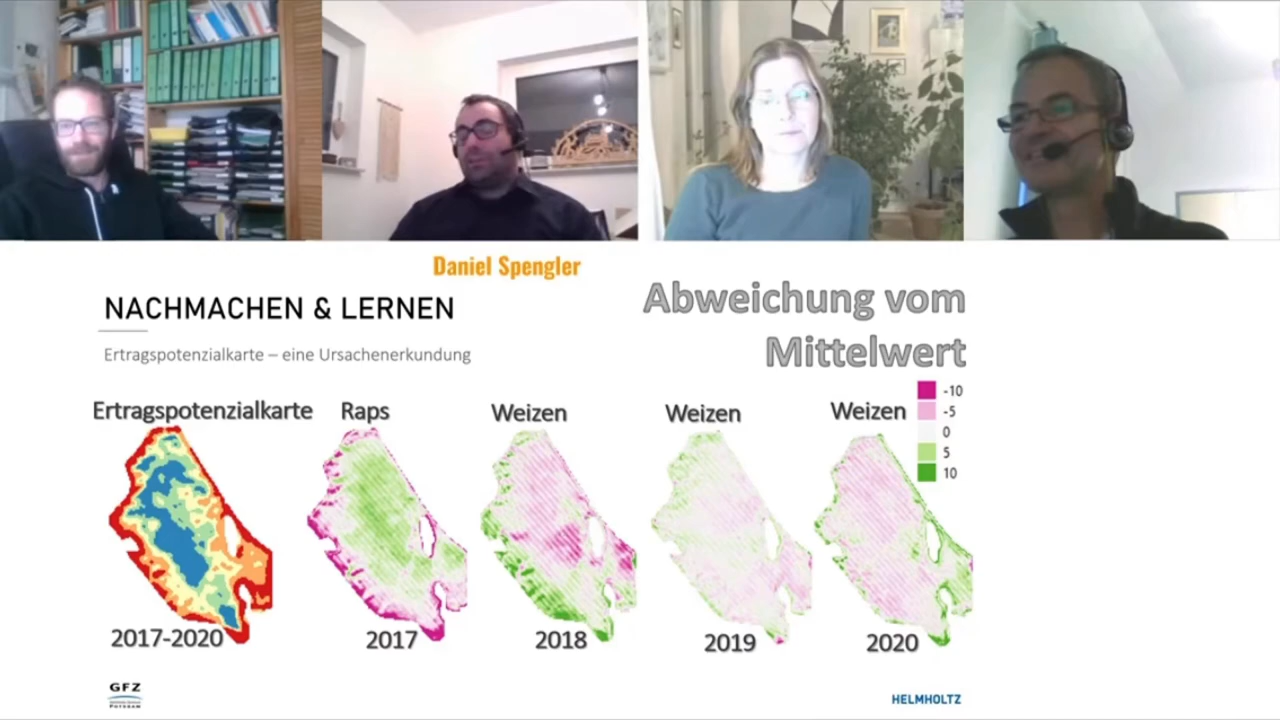 Daniel Spengler
NACHMACHEN & LERNEN
Ertragspotenzialkarte – eine Ursachenerkundung
Abweichung vom
Mittelwert
-10
-5
0
5
10
Ertragspotenzialkarte
Raps
Weizen
Weizen
Weizen
2017-2020
2017
2018
2019
2020
GFZ
POTSDAM
HELMHOLTZ